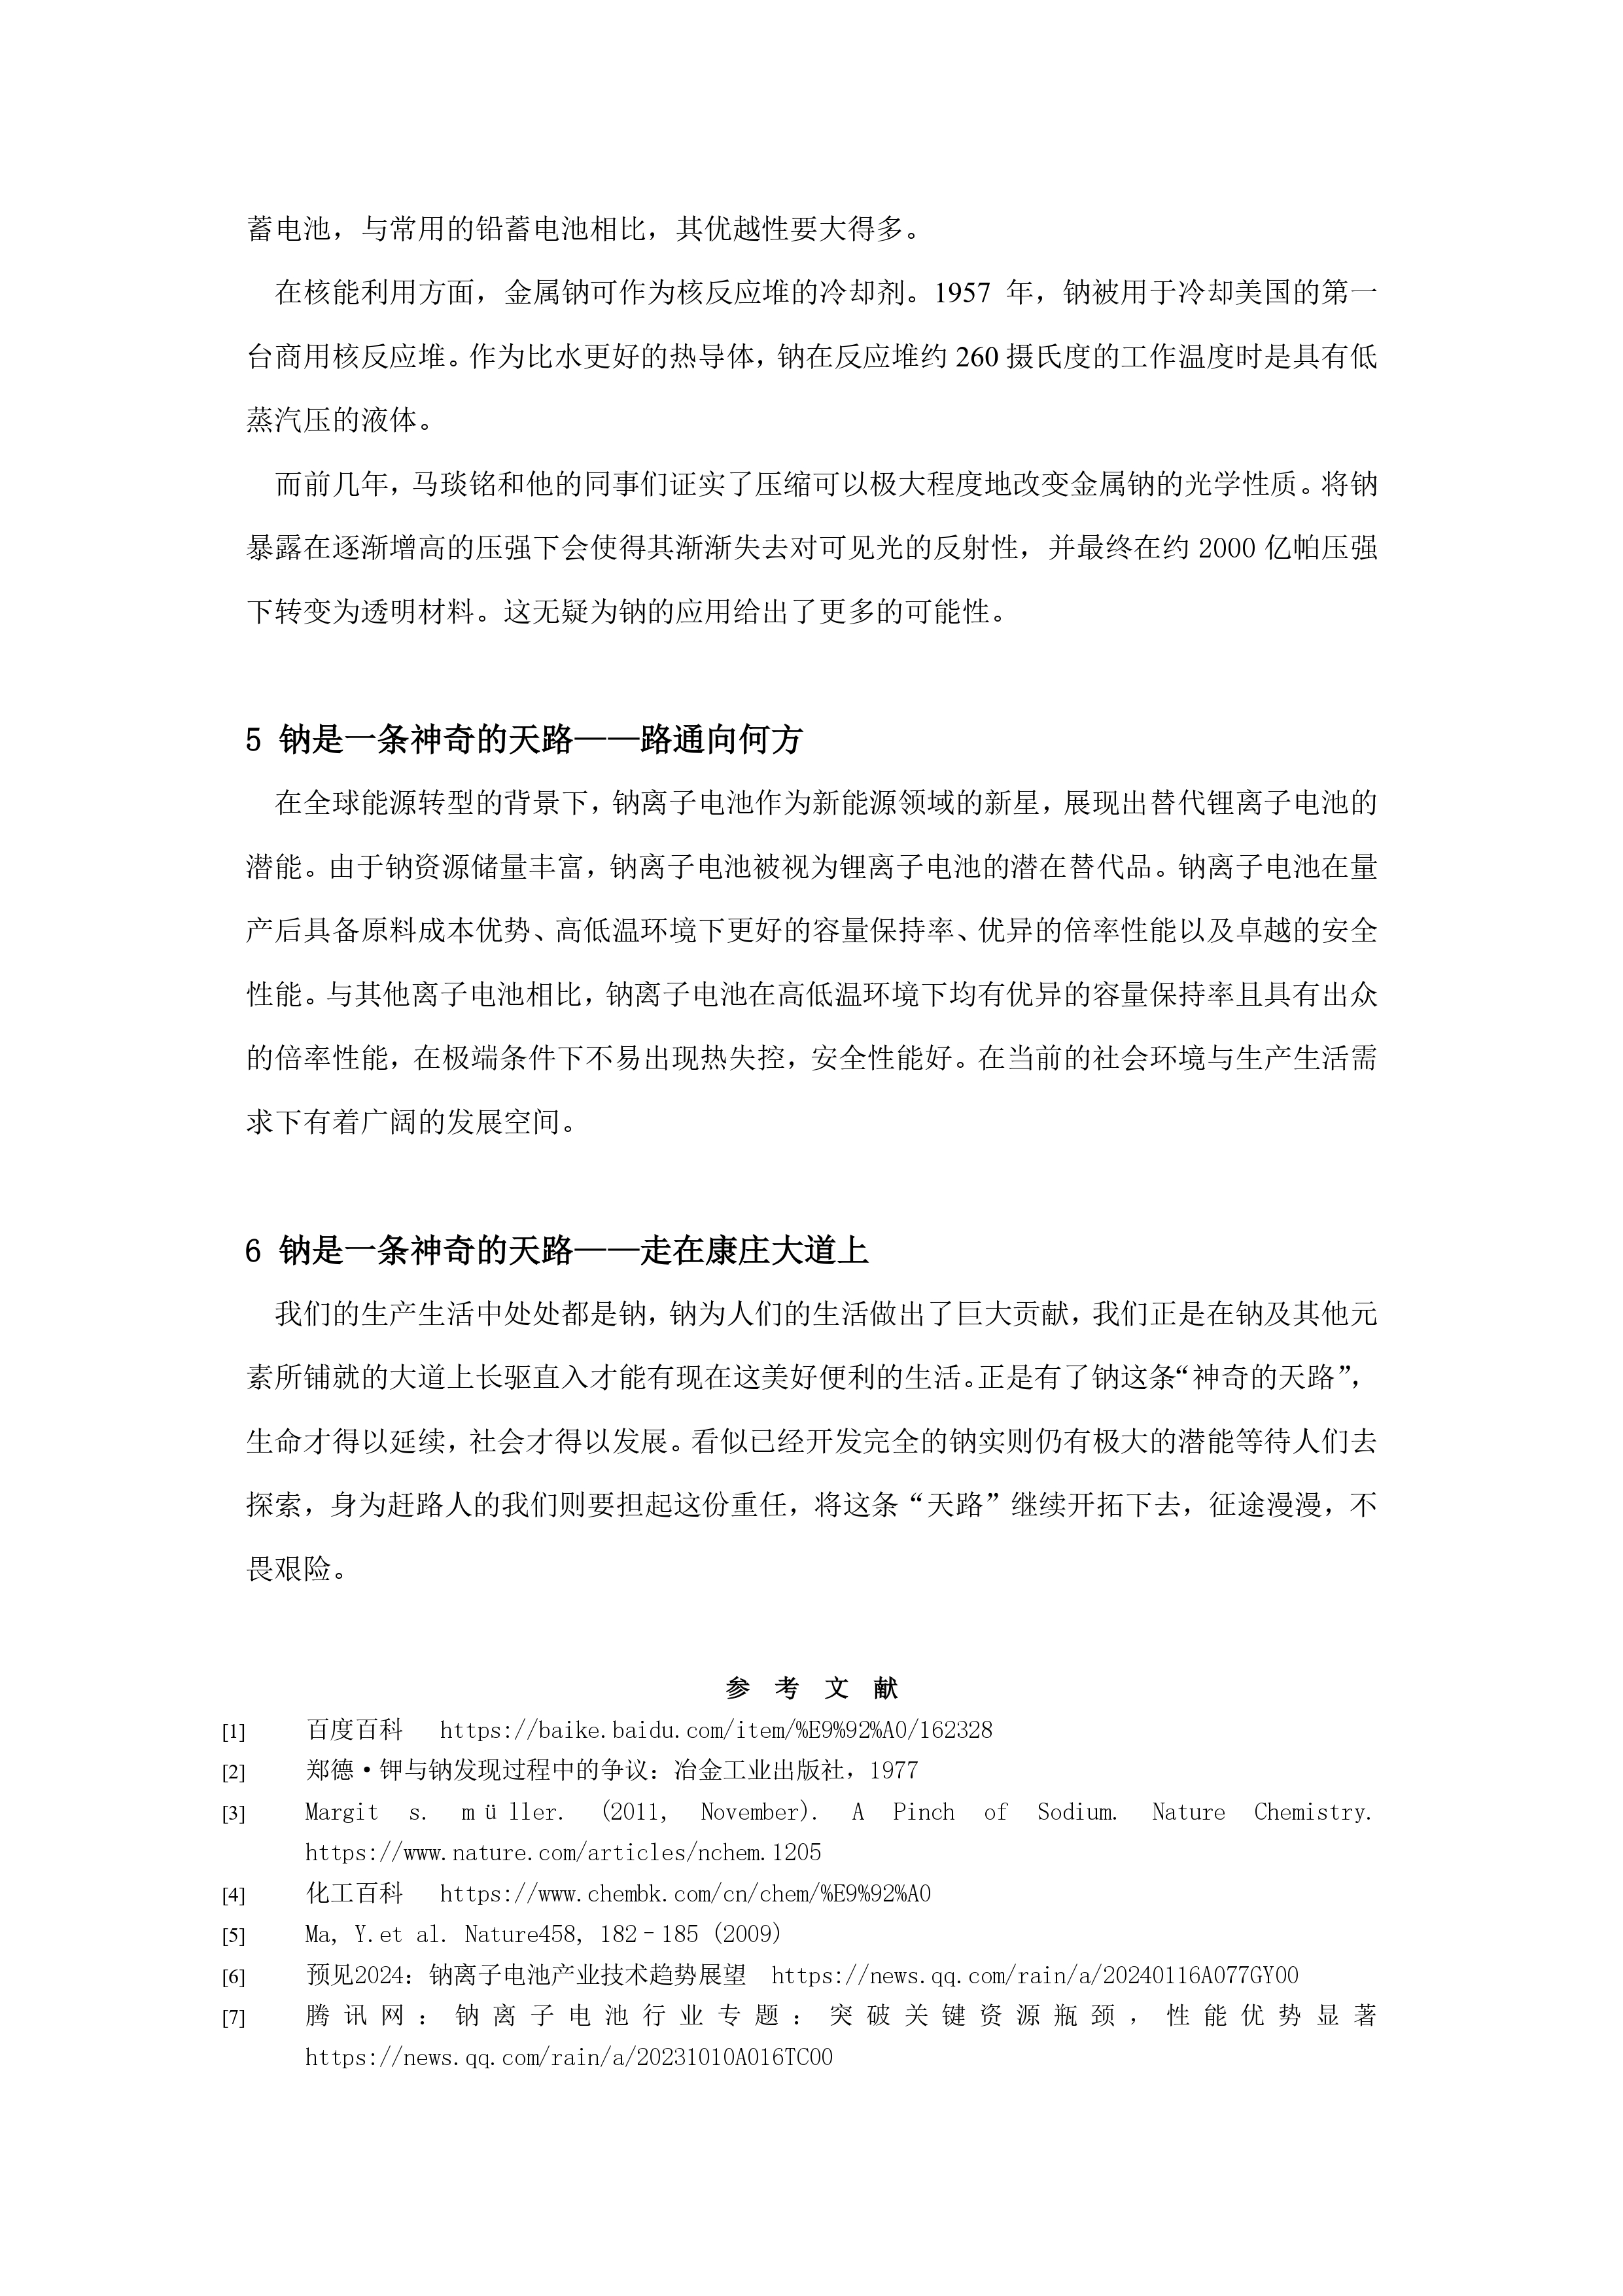 蓄电池，与常用的铅蓄电池相比，其优越性要大得多。
在核能利用方面，金属钠可作为核反应堆的冷却剂。1957 年，钠被用于冷却美国的第一
台商用核反应堆。作为比水更好的热导体，钠在反应堆约 260 摄氏度的工作温度时是具有低
蒸汽压的液体。
而前几年，马琰铭和他的同事们证实了压缩可以极大程度地改变金属钠的光学性质。将钠
暴露在逐渐增高的压强下会使得其渐渐失去对可见光的反射性，并最终在约 2000 亿帕压强
下转变为透明材料。这无疑为钠的应用给出了更多的可能性。
5 钠是一条神奇的天路——路通向何方
在全球能源转型的背景下，钠离子电池作为新能源领域的新星，展现出替代锂离子电池的
潜能。由于钠资源储量丰富，钠离子电池被视为锂离子电池的潜在替代品。钠离子电池在量
产后具备原料成本优势、高低温环境下更好的容量保持率、优异的倍率性能以及卓越的安全
性能。与其他离子电池相比，钠离子电池在高低温环境下均有优异的容量保持率且具有出众
的倍率性能，在极端条件下不易出现热失控，安全性能好。在当前的社会环境与生产生活需
求下有着广阔的发展空间。
6 钠是一条神奇的天路——走在康庄大道上
我们的生产生活中处处都是钠，钠为人们的生活做出了巨大贡献，我们正是在钠及其他元
素所铺就的大道上长驱直入才能有现在这美好便利的生活。正是有了钠这条“神奇的天路”，
生命才得以延续，社会才得以发展。看似已经开发完全的钠实则仍有极大的潜能等待人们去
探索，身为赶路人的我们则要担起这份重任，将这条“天路”继续开拓下去，征途漫漫，不
畏艰险。
参 考 文 献
[1] 百度百科 https://baike.baidu.com/item/%E9%92%A0/162328
[2] 郑德·钾与钠发现过程中的争议：冶金工业出版社，1977
[3] Margit s. müller. (2011, November). A Pinch of Sodium. Nature Chemistry.
https://www.nature.com/articles/nchem.1205
[4] 化工百科 https://www.chembk.com/cn/chem/%E9%92%A0
[5] Ma, Y.et al. Nature458, 182–185 (2009)
[6] 预见2024：钠离子电池产业技术趋势展望 https://news.qq.com/rain/a/20240116A077GY00
[7] 腾讯网：钠离子电池行业专题：突破关键资源瓶颈，性能优势显著
https://news.qq.com/rain/a/20231010A016TC00